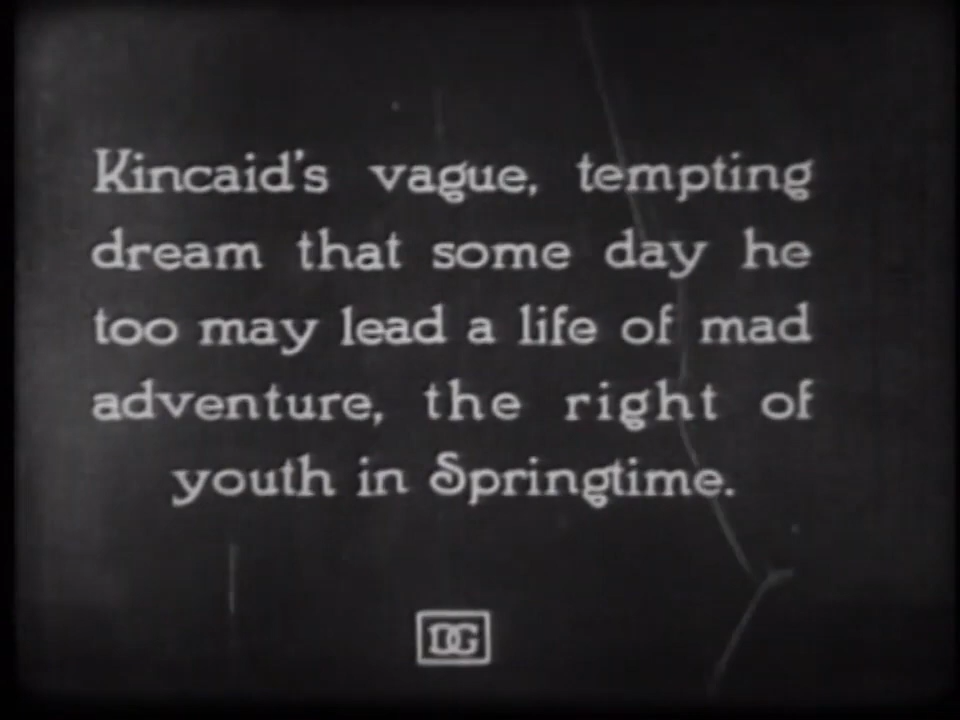 Kincaid's vague, tempting
dream that some day he
too may lead a life of mad
adventure, the right of
youth in Springtime.
DG